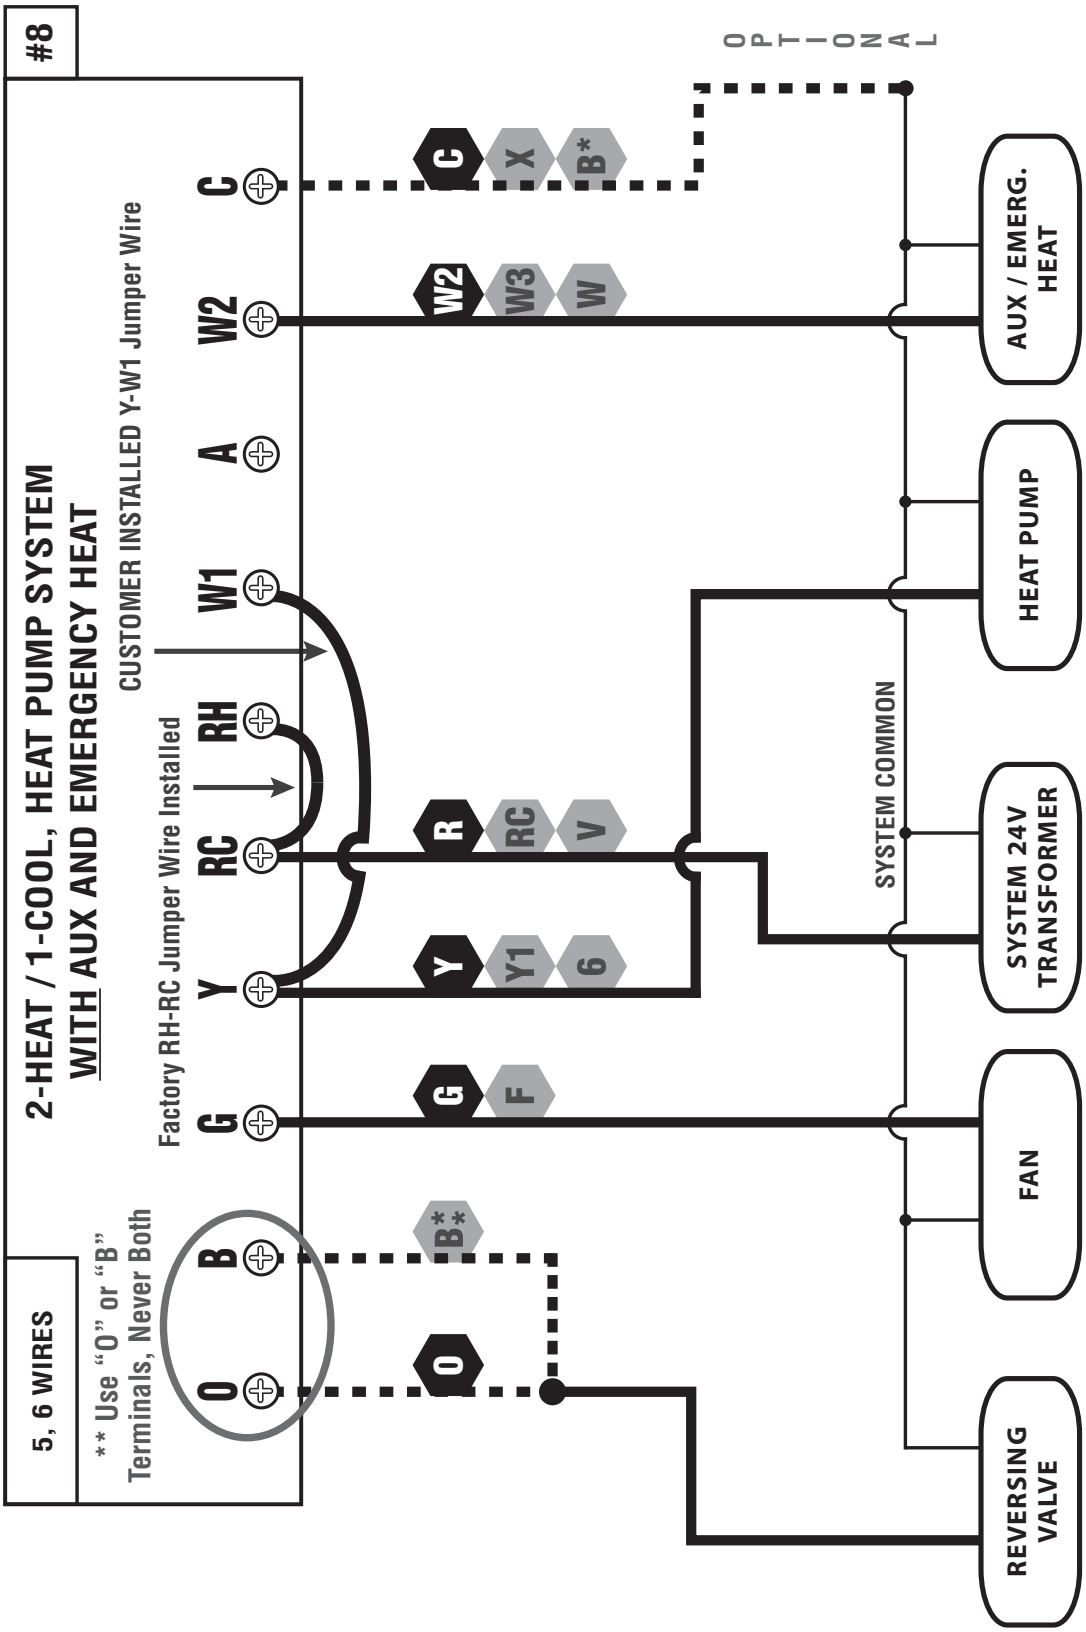 5, 6 WIRES
2-HEAT / 1-COOL, HEAT PUMP SYSTEM
WITH AUX AND EMERGENCY HEAT
#8
** Use “O” or “B”
Terminals, Never Both
Factory RH-RC Jumper Wire Installed
CUSTOMER INSTALLED Y-W1 Jumper Wire
O B G Y RC RH W1 A W2 C
O B** G Y R W2 C
F Y1 RC W3 X
6 V W B*
OPTIONAL
SYSTEM COMMON
REVERSING
VALVE
FAN
SYSTEM 24V
TRANSFORMER
HEAT PUMP
AUX / EMERG.
HEAT